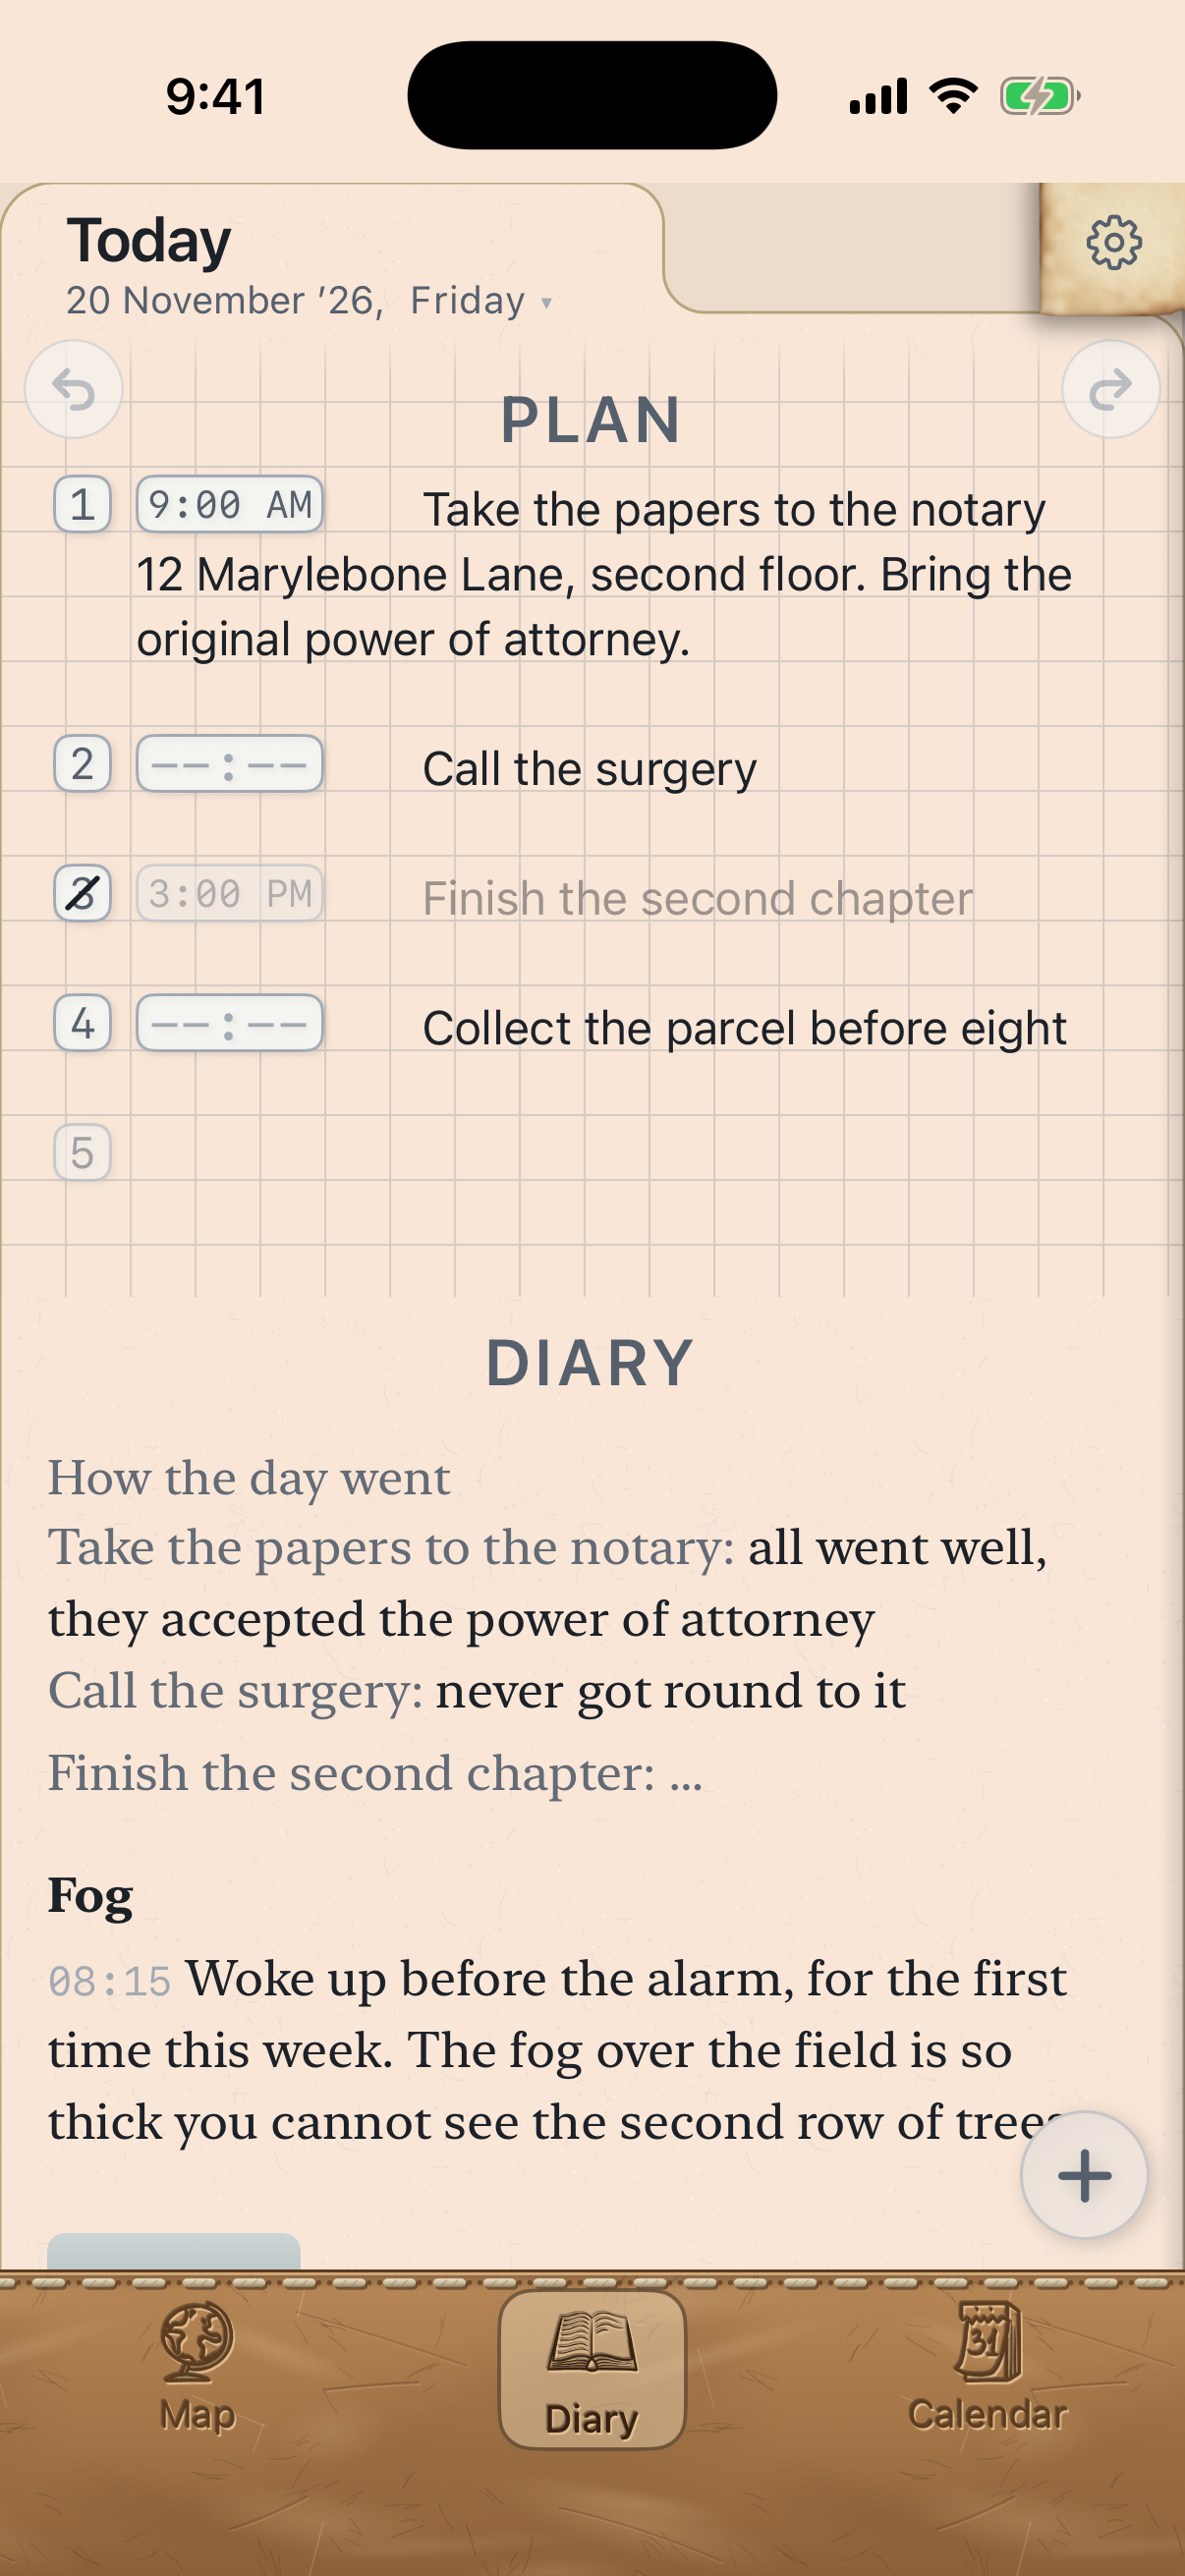 9:41
Today
20 November ’26, Friday ▾
PLAN
1 9:00 AM Take the papers to the notary
12 Marylebone Lane, second floor. Bring the
original power of attorney.
2 --:-- Call the surgery
3 3:00 PM Finish the second chapter
4 --:-- Collect the parcel before eight
5
DIARY
How the day went
Take the papers to the notary: all went well,
they accepted the power of attorney
Call the surgery: never got round to it
Finish the second chapter: ...
Fog
08:15 Woke up before the alarm, for the first
time this week. The fog over the field is so
thick you cannot see the second row of trees
31
Map Diary Calendar